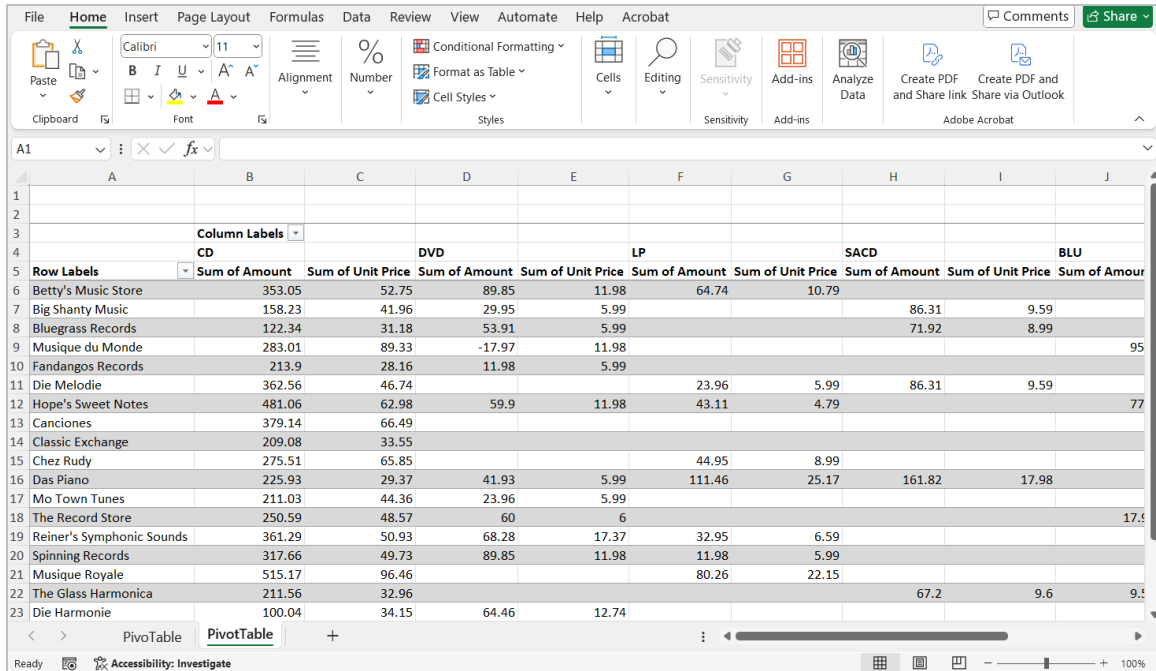 File Home Insert Page Layout Formulas Data Review View Automate Help Acrobat Comments Share
Calibri 11 Conditional Formatting
Paste B I U A A Alignment Number Format as Table Cells Editing Sensitivity Add-ins Analyze Data Create PDF and Share link Create PDF and Share via Outlook
Cell Styles
Clipboard Font Styles Sensitivity Add-ins Adobe Acrobat
A1 fx
A B C D E F G H I J
1
2
3 Column Labels
4 CD DVD LP SACD BLU
5 Row Labels Sum of Amount Sum of Unit Price Sum of Amount Sum of Unit Price Sum of Amount Sum of Unit Price Sum of Amount Sum of Unit Price Sum of
6 Betty's Music Store 353.05 52.75 89.85 11.98 64.74 10.79
7 Big Shanty Music 158.23 41.96 29.95 5.99 86.31 9.59
8 Bluegrass Records 122.34 31.18 53.91 5.99 71.92 8.99
9 Musique du Monde 283.01 89.33 -17.97 11.98 95
10 Fandangos Records 213.9 28.16 11.98 5.99
11 Die Melodie 362.56 46.74 23.96 5.99 86.31 9.59
12 Hope's Sweet Notes 481.06 62.98 59.9 11.98 43.11 4.79 77
13 Canciones 379.14 66.49
14 Classic Exchange 209.08 33.55
15 Chez Rudy 275.51 65.85 44.95 8.99
16 Das Piano 225.93 29.37 41.93 5.99 111.46 25.17 161.82 17.98
17 Mo Town Tunes 211.03 44.36 23.96 5.99
18 The Record Store 250.59 48.57 60 6
19 Reiner's Symphonic Sounds 361.29 50.93 68.28 17.37 32.95 6.59
20 Spinning Records 317.66 49.73 89.85 11.98 11.98 5.99
21 Musique Royale 515.17 96.46 80.26 22.15
22 The Glass Harmonica 211.56 32.96 67.2 9.6
23 Die Harmonie 100.04 34.15 64.46 12.74
PivoTable PivotTable
Ready Accessibility: Investigate 100%